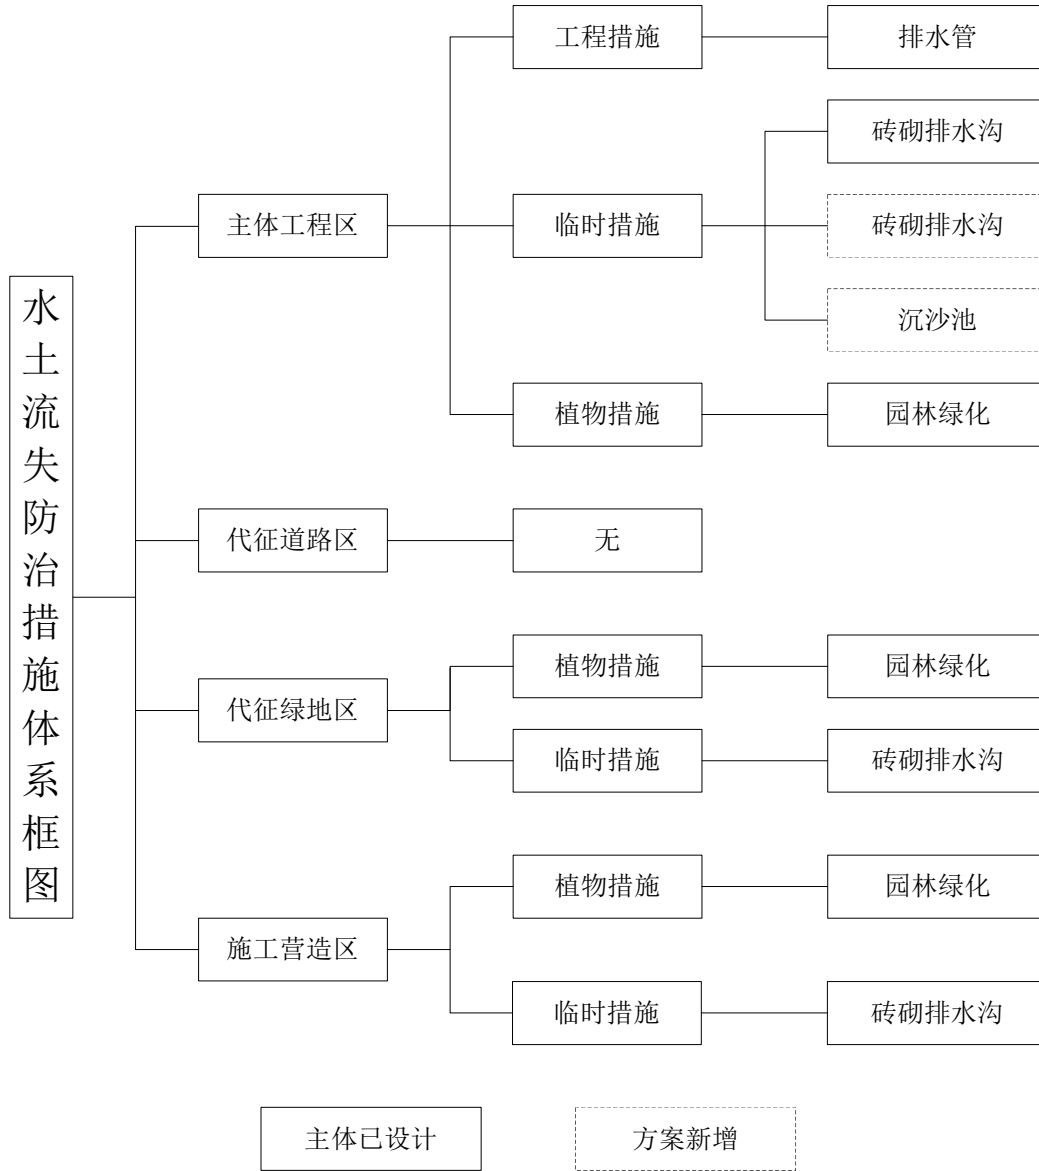 水土流失防治措施体系框图
主体工程区
工程措施
排水管
临时措施
砖砌排水沟
砖砌排水沟
沉沙池
植物措施
园林绿化
代征道路区
无
代征绿地区
植物措施
园林绿化
临时措施
砖砌排水沟
施工营造区
植物措施
园林绿化
临时措施
砖砌排水沟
主体已设计
方案新增